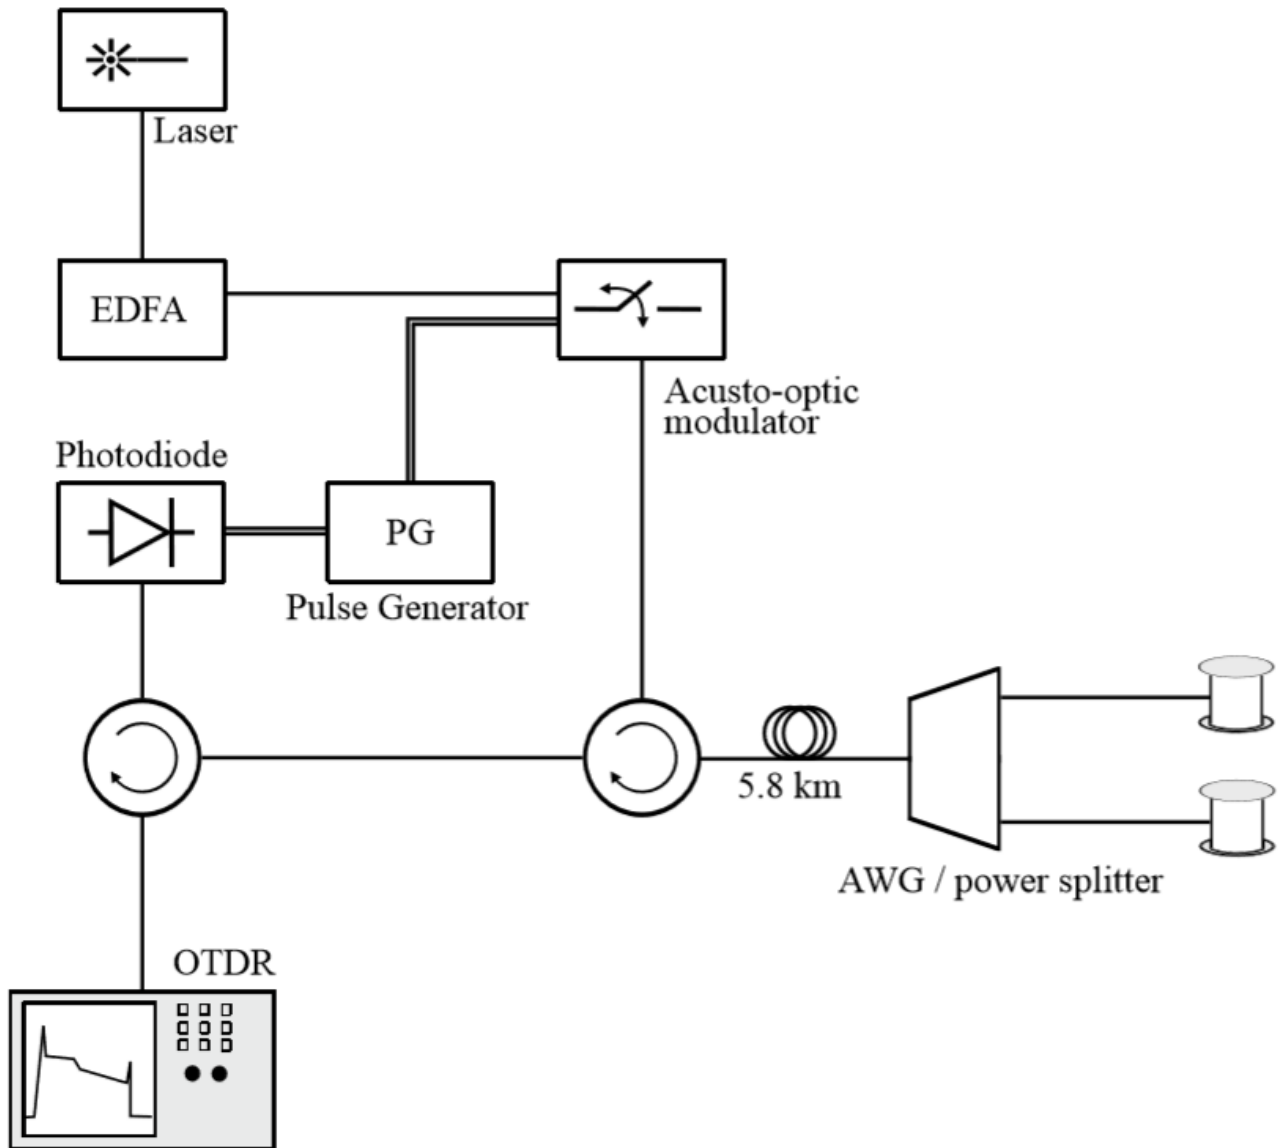 Laser
EDFA
Acusto-optic
modulator
Photodiode
PG
Pulse Generator
5.8 km
AWG / power splitter
OTDR